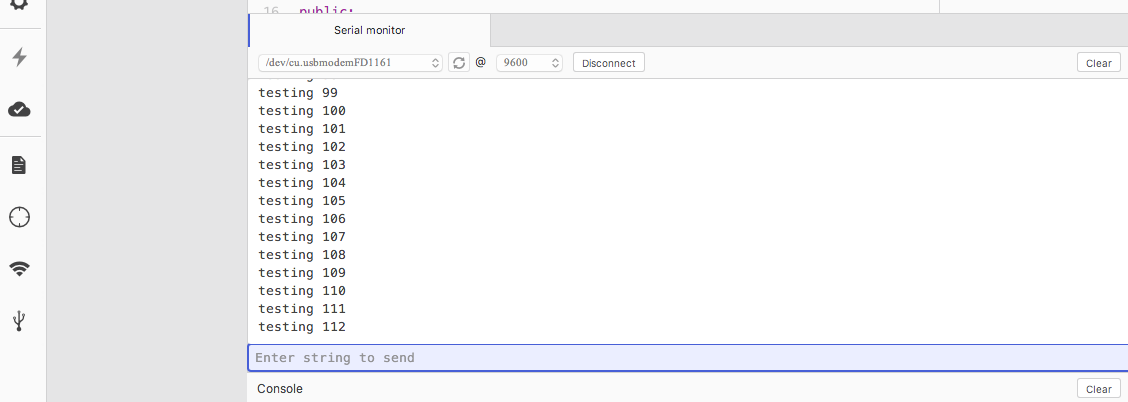 16 public:
Serial monitor
/dev/cu.usbmodemFD1161 @ 9600 Disconnect Clear
testing 99
testing 100
testing 101
testing 102
testing 103
testing 104
testing 105
testing 106
testing 107
testing 108
testing 109
testing 110
testing 111
testing 112
Enter string to send
Console Clear